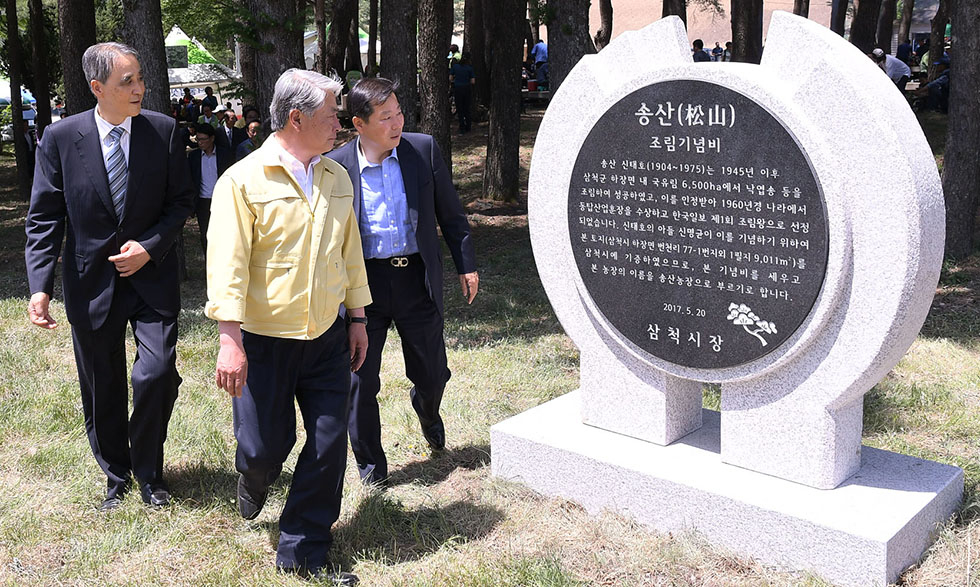 송산(松山)
조림기념비
송산 신태호(1904~1975)는 1945년 이후
삼척군 하장면 내 국유림 6,500ha에서 낙엽송 등을
조림하여 성공하였고, 이를 인정받아 1960년경 나라에서
동탑산업훈장을 수상하고 한국일보 제1회 조림왕으로 선정
되었습니다. 신태호의 아들 신명균이 이를 기념하기 위하여
본 토지(삼척시 하장면 번천리 77-1번지외 1필지 9,011㎡)를
삼척시에 기증하였으므로, 본 기념비를 세우고
본 농장의 이름을 송산농장으로 부르기로 합니다.
2017. 5. 20
삼척시장